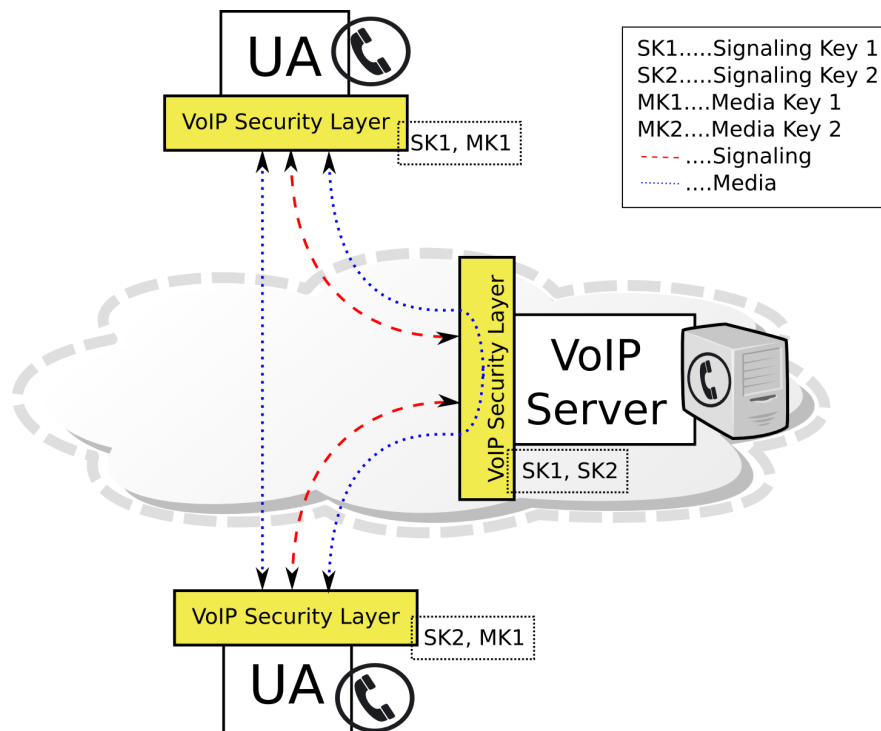 UA
VoIP Security Layer
SK1, MK1
SK1.....Signaling Key 1
SK2.....Signaling Key 2
MK1....Media Key 1
MK2....Media Key 2
....Signaling
....Media
VoIP Security Layer
VoIP
Server
SK1, SK2
VoIP Security Layer
SK2, MK1
UA